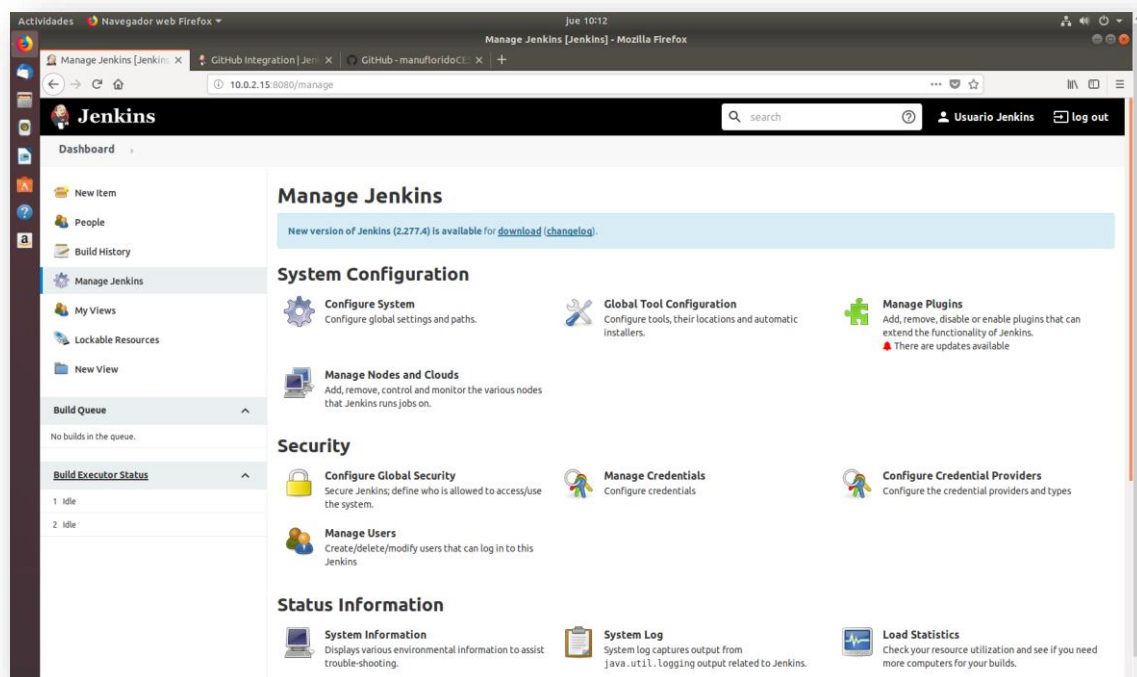 Actividades Navegador web Firefox ▾ jue 10:12
Manage Jenkins [Jenkins] - Mozilla Firefox
Manage Jenkins [Jenkins × GitHub Integration | Jen × GitHub - manufloridoCE ×
10.0.2.15:8080/manage
Jenkins search Usuario Jenkins log out
Dashboard
New Item
People
Build History
Manage Jenkins
My Views
Lockable Resources
New View
Build Queue
No builds in the queue.
Build Executor Status
1 Idle
2 Idle
Manage Jenkins
New version of Jenkins (2.277.4) is available for download (changelog).
System Configuration
Configure System
Configure global settings and paths.
Global Tool Configuration
Configure tools, their locations and automatic
installers.
Manage Plugins
Add, remove, disable or enable plugins that can
extend the functionality of Jenkins.
There are updates available
Manage Nodes and Clouds
Add, remove, control and monitor the various nodes
that Jenkins runs jobs on.
Security
Configure Global Security
Secure Jenkins; define who is allowed to access/use
the system.
Manage Credentials
Configure credentials
Configure Credential Providers
Configure the credential providers and types
Manage Users
Create/delete/modify users that can log in to this
Jenkins
Status Information
System Information
Displays various environmental information to assist
trouble-shooting.
System Log
System log captures output from
java.util.logging output related to Jenkins.
Load Statistics
Check your resource utilization and see if you need
more computers for your builds.